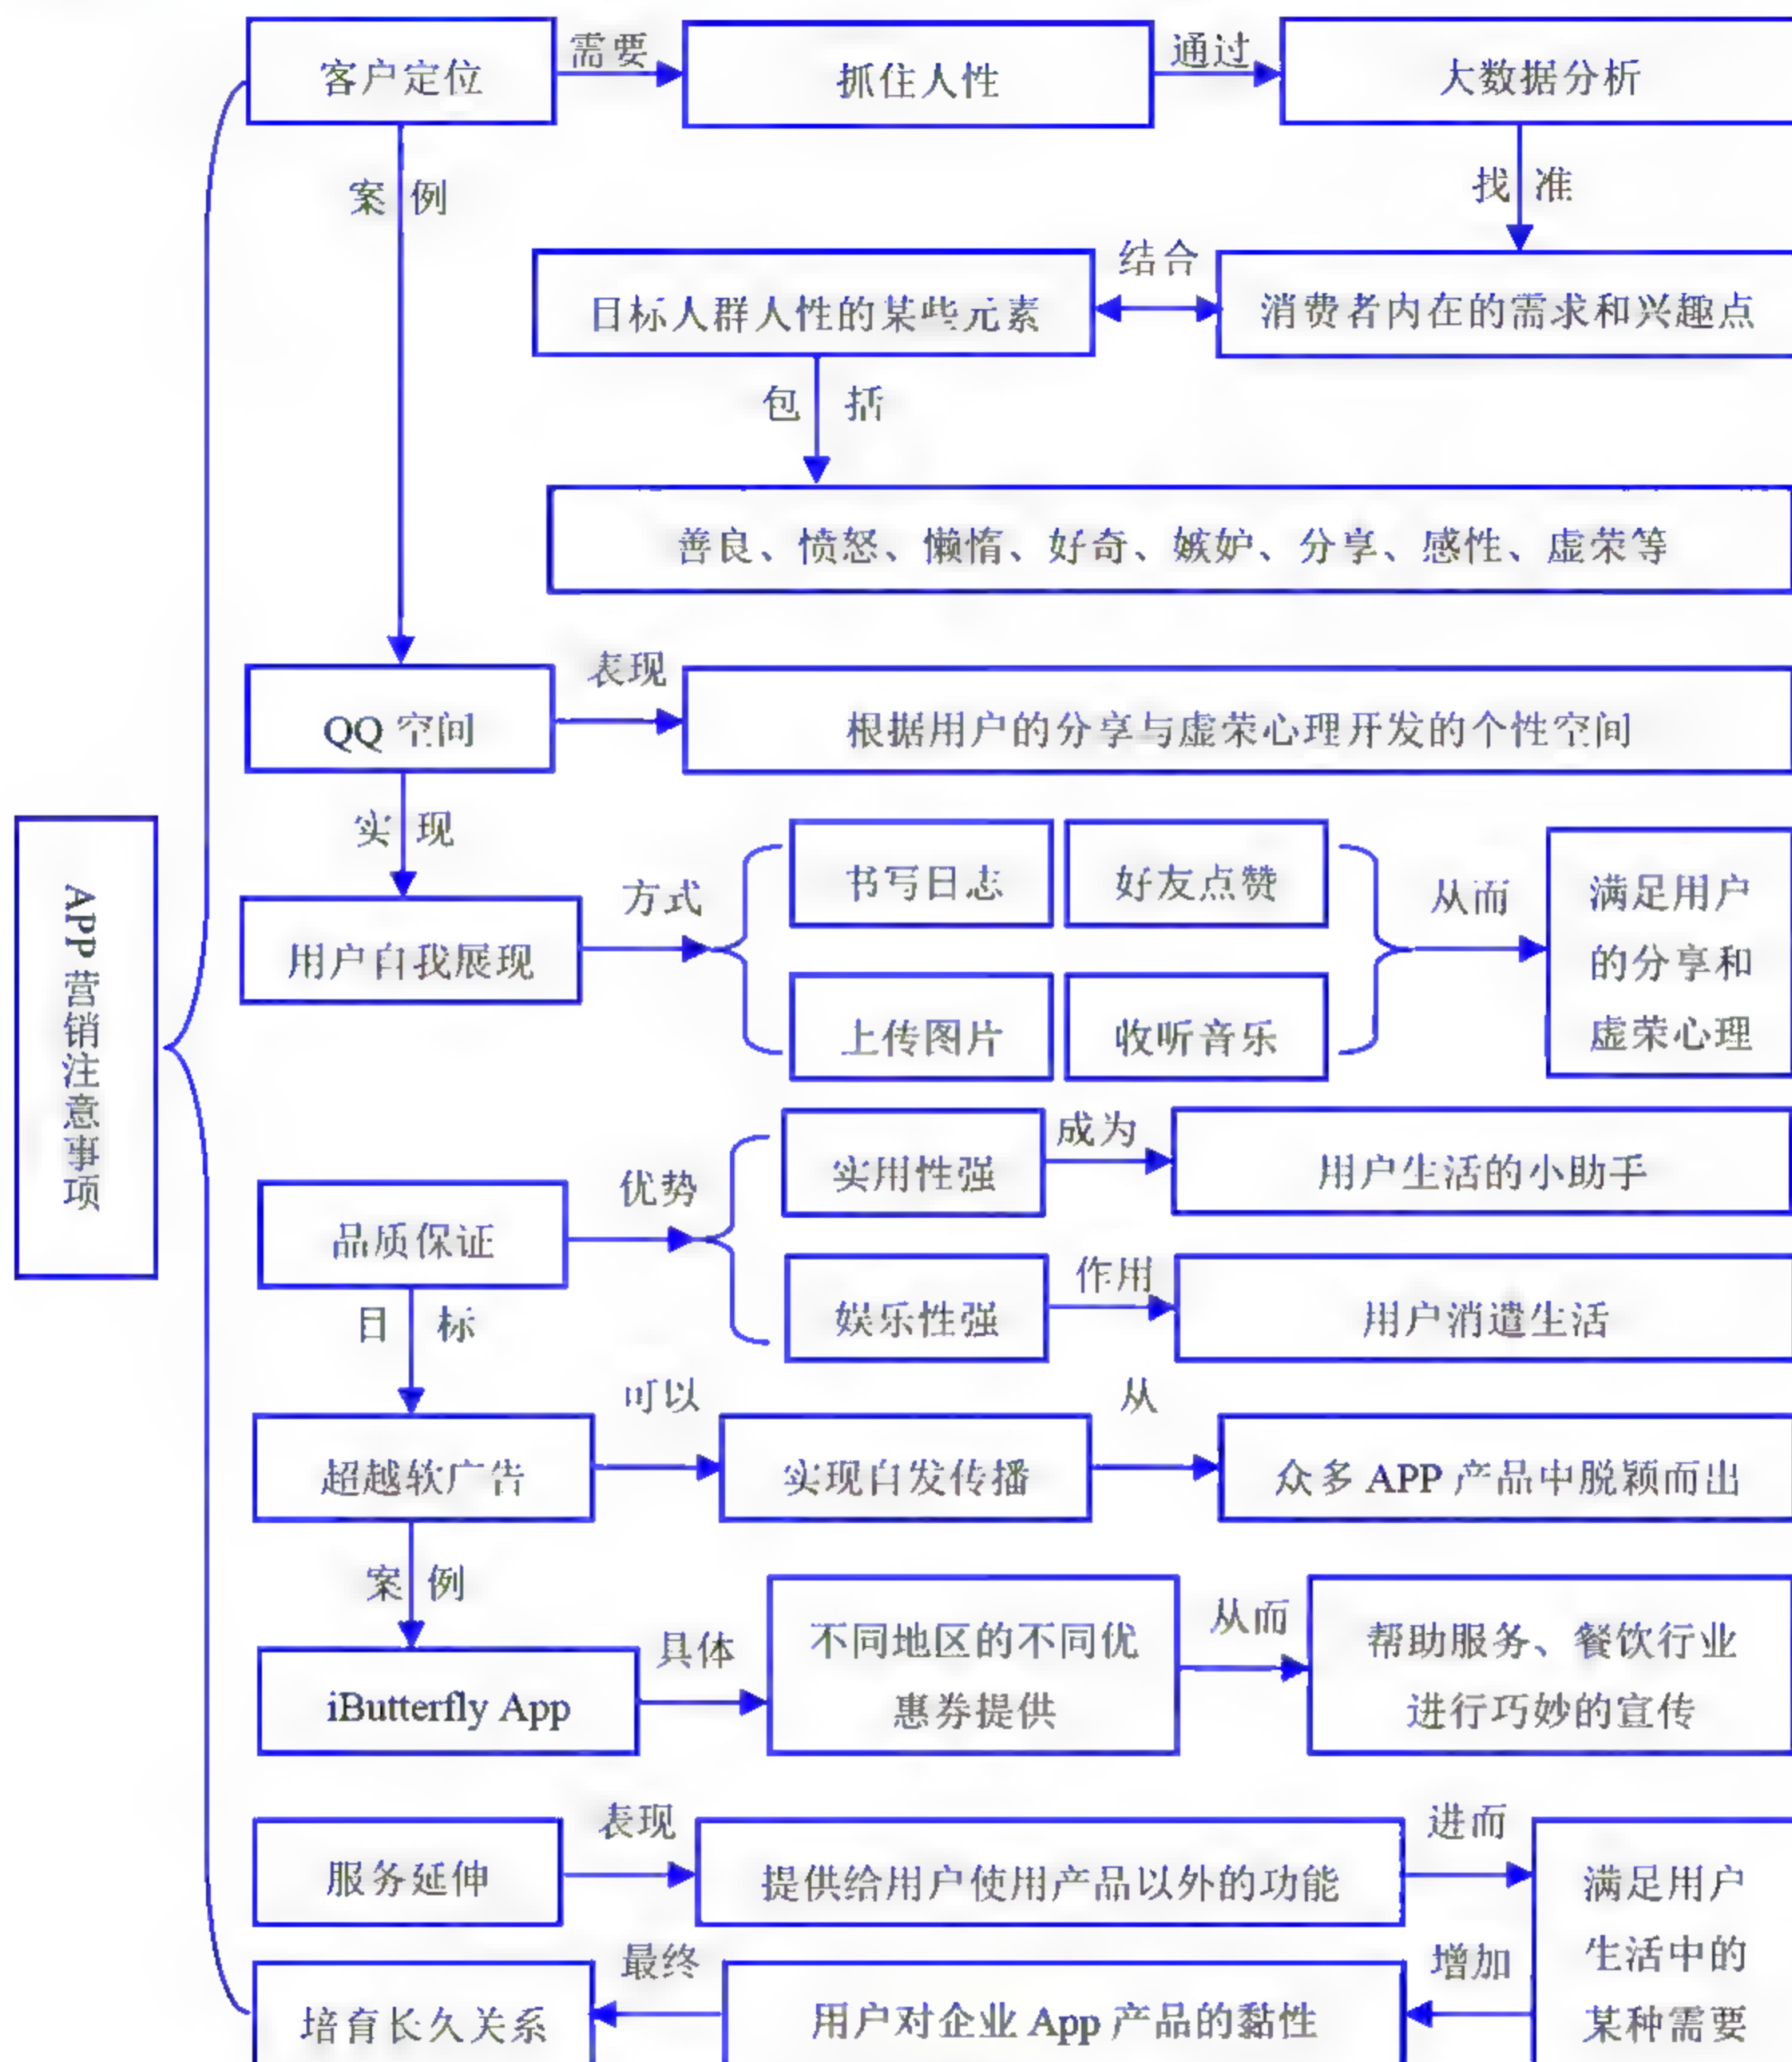 客户定位
需要
抓住人性
通过
大数据分析
案例
找准
目标人群人性的某些元素
结合
消费者内在的需求和兴趣点
包括
善良、愤怒、懒惰、好奇、嫉妒、分享、感性、虚荣等
QQ 空间
表现
根据用户的分享与虚荣心理开发的个性空间
实现
用户自我展现
方式
书写日志
好友点赞
上传图片
收听音乐
从而
满足用户
的分享和
虚荣心理
APP 营销注意事项
品质保证
优势
实用性强
成为
用户生活的小助手
娱乐性强
作用
用户消遣生活
目标
超越软广告
可以
实现自发传播
从
众多 APP 产品中脱颖而出
案例
iButterfly App
具体
不同地区的不同优
惠券提供
从而
帮助服务、餐饮行业
进行巧妙的宣传
服务延伸
表现
提供给用户使用产品以外的功能
进而
满足用户
生活中的
某种需要
增加
用户对企业 App 产品的黏性
最终
培育长久关系